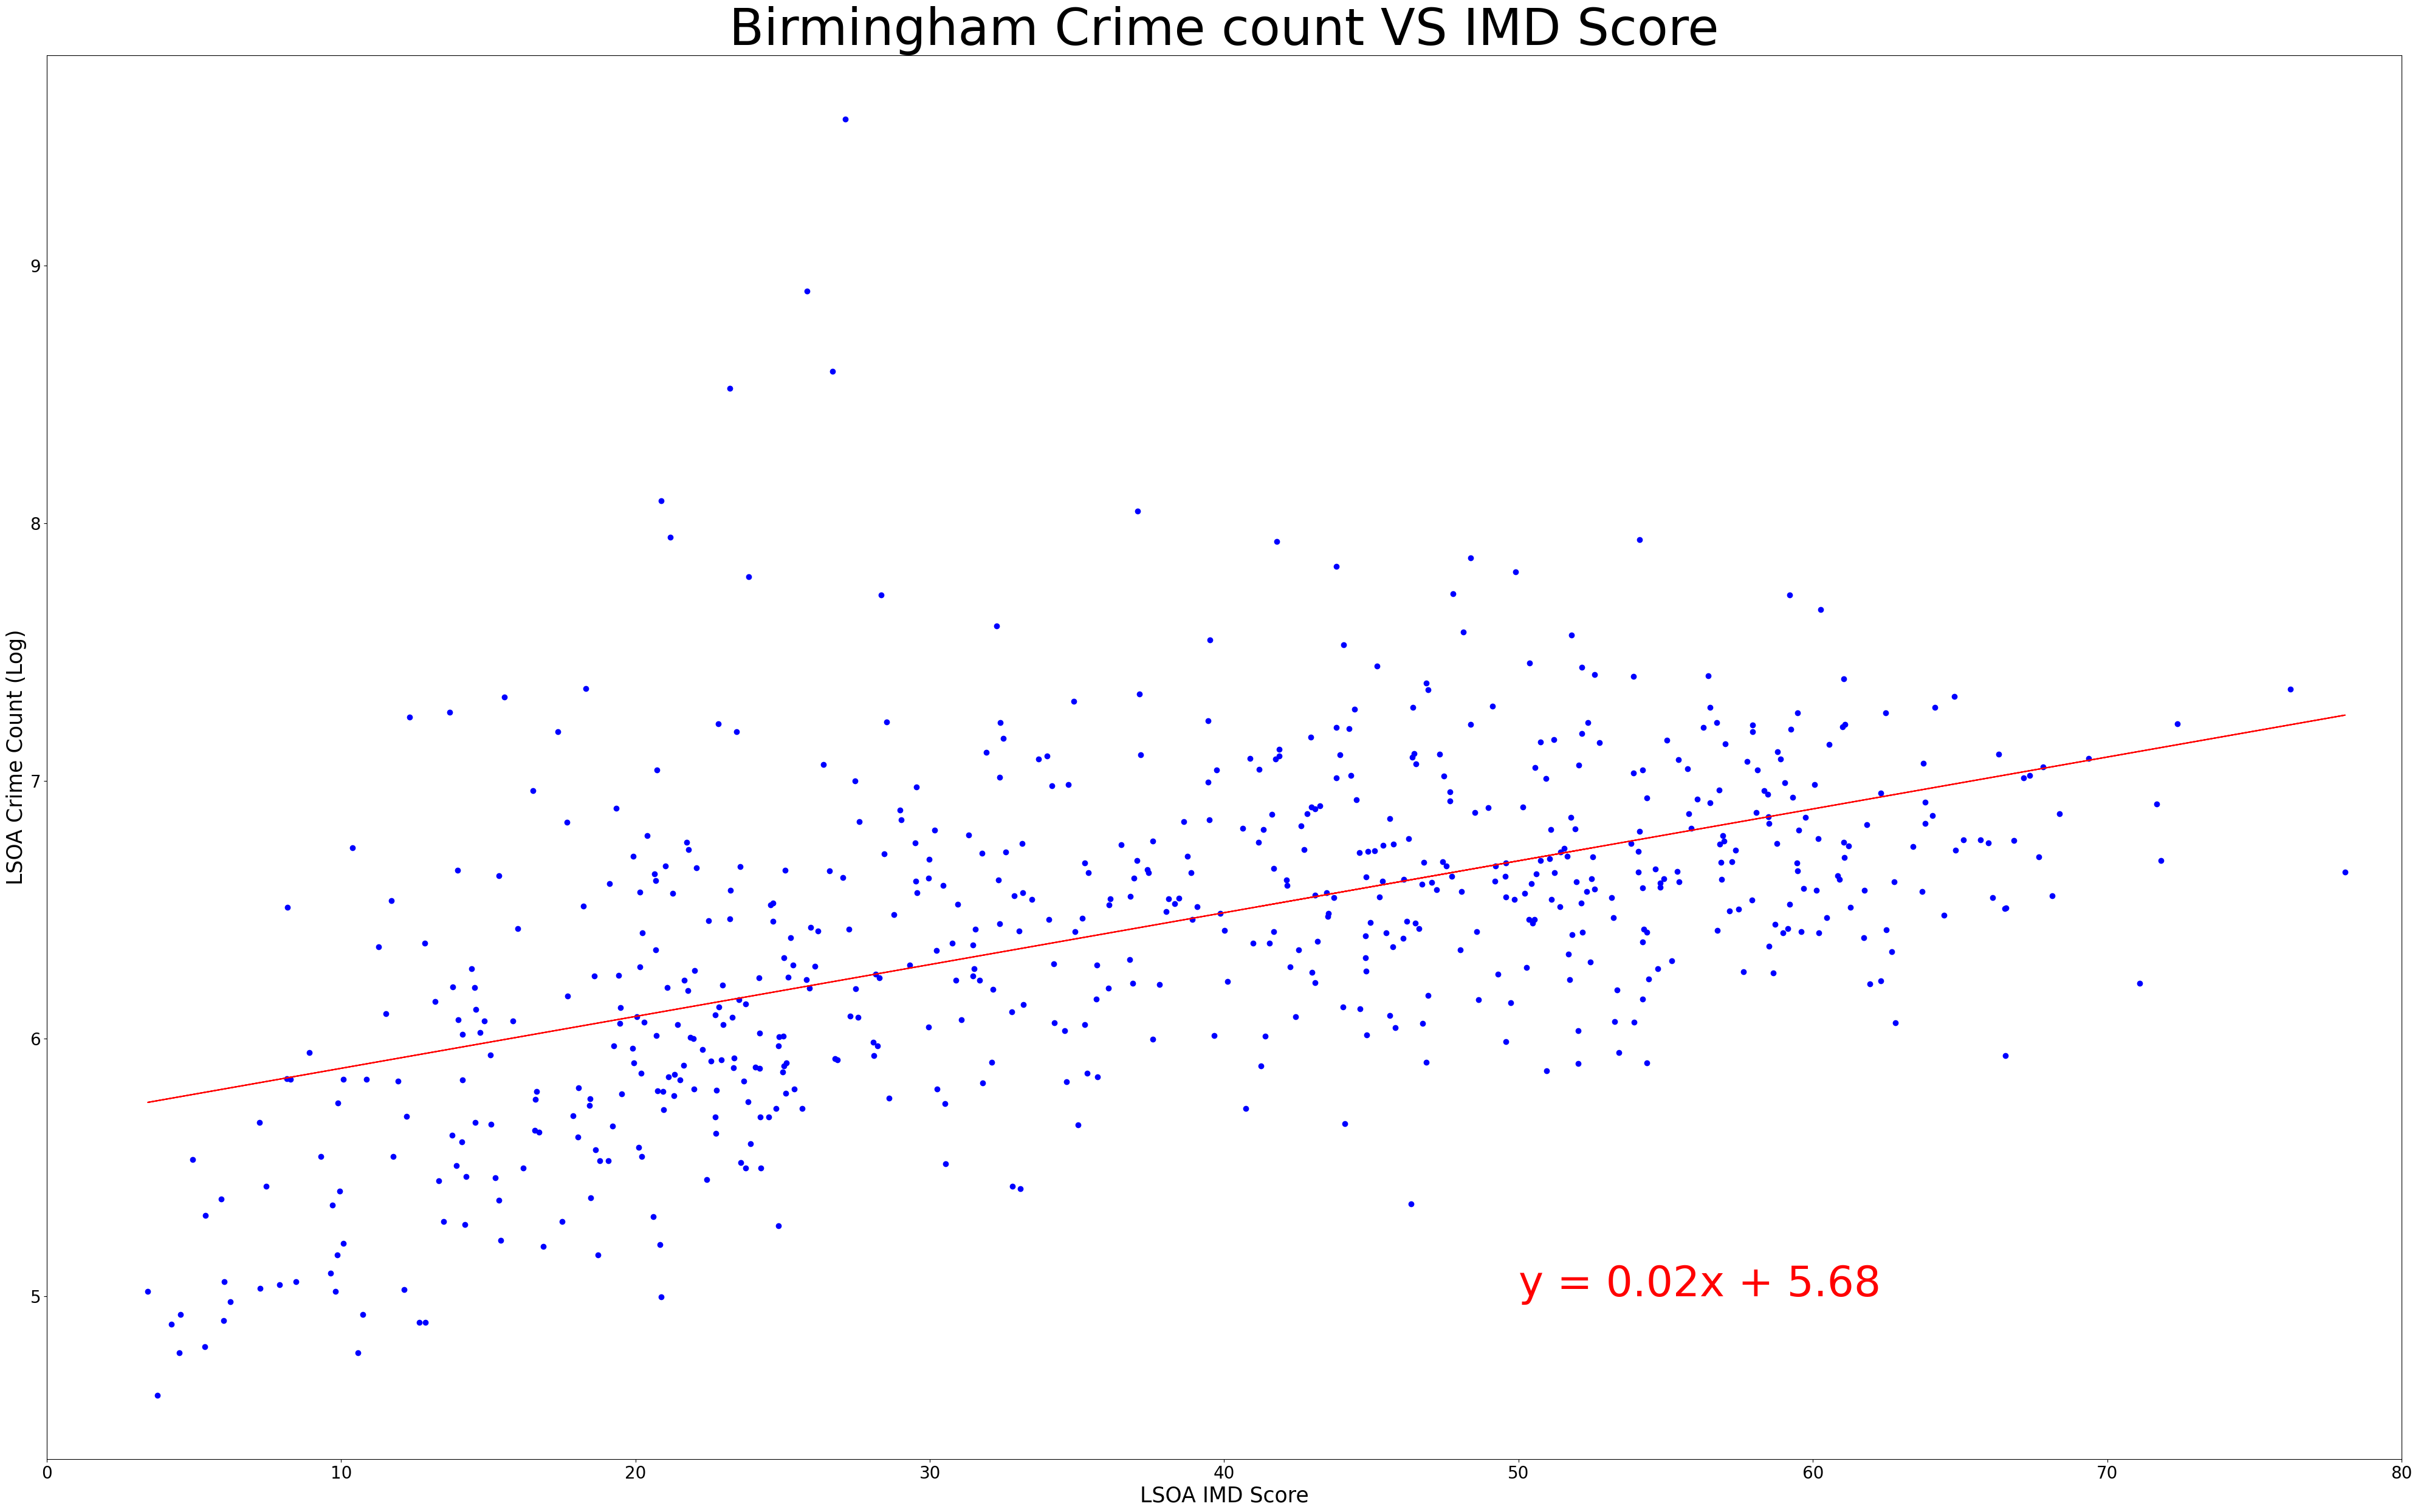 Birmingham Crime count VS IMD Score
9
8
7
6
5
LSOA Crime Count (Log)
y = 0.02x + 5.68
0 10 20 30 40 50 60 70 80
LSOA IMD Score